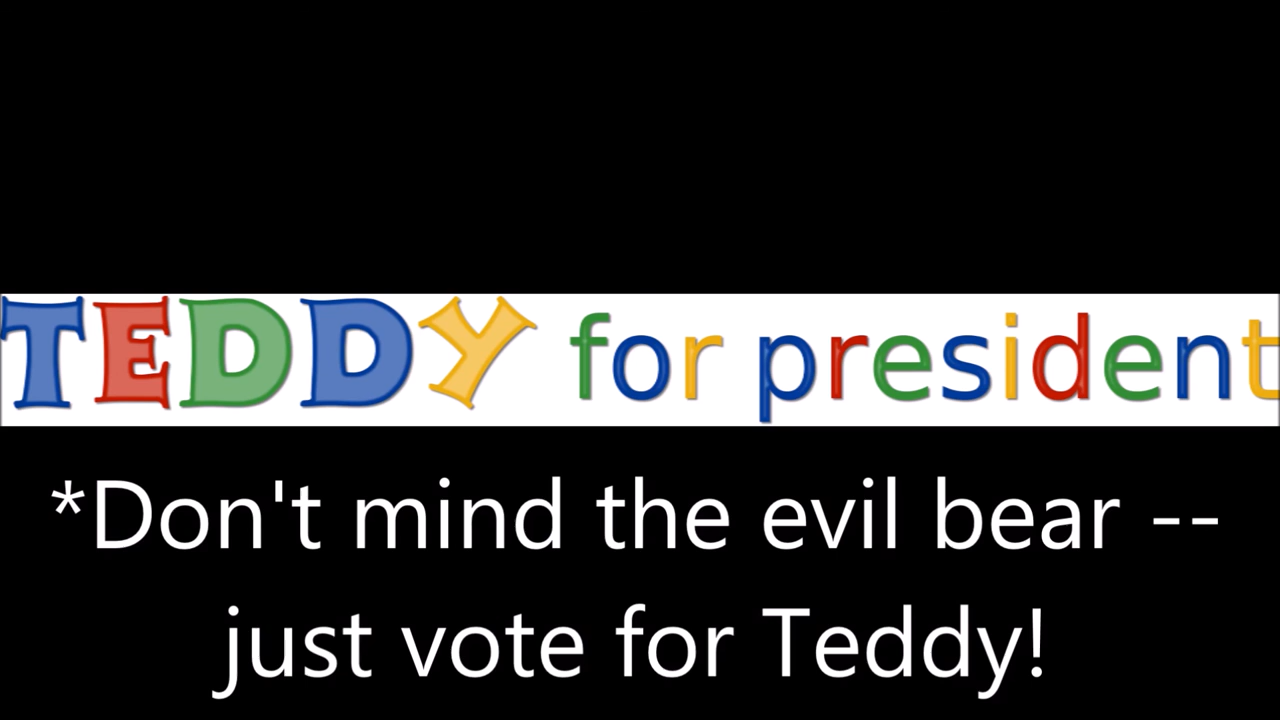 TEDDY for president
*Don't mind the evil bear --
just vote for Teddy!